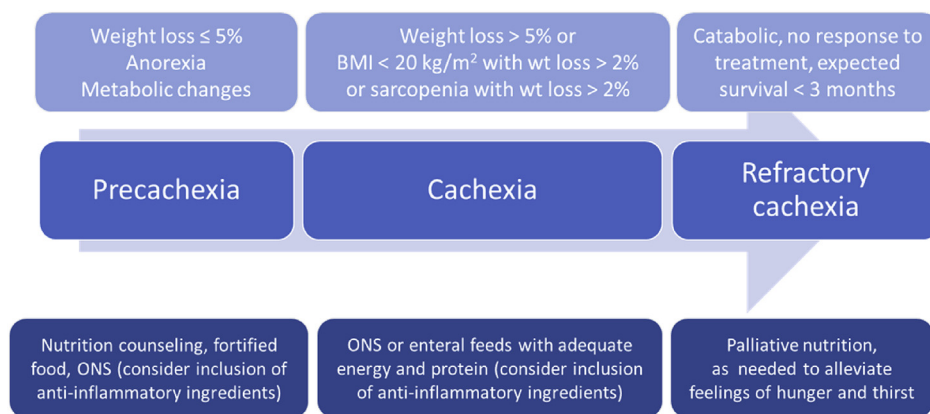 Weight loss ≤ 5%
Anorexia
Metabolic changes
Weight loss > 5% or
BMI < 20 kg/m² with wt loss > 2%
or sarcopenia with wt loss > 2%
Catabolic, no response to
treatment, expected
survival < 3 months
Precachexia
Cachexia
Refractory
cachexia
Nutrition counseling, fortified
food, ONS (consider inclusion of
anti-inflammatory ingredients)
ONS or enteral feeds with adequate
energy and protein (consider inclusion
of anti-inflammatory ingredients)
Palliative nutrition,
as needed to alleviate
feelings of hunger and thirst